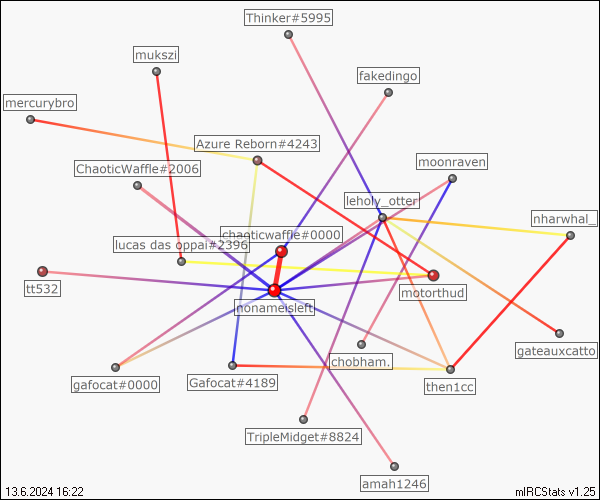 Thinker#5995
mukszi
fakedingo
mercurybro
Azure Reborn#4243
moonraven
ChaoticWaffle#2006
leholy_otter
nharwhal_
chaoticwaffle#0000
lucas das oppai#2396
tt532
motorthud
nonameisleft
gateauxcatto
chobham.
gafocat#0000
Gafocat#4189
then1cc
TripleMidget#8824
amah1246
13.6.2024 16:22
mIRCStats v1.25